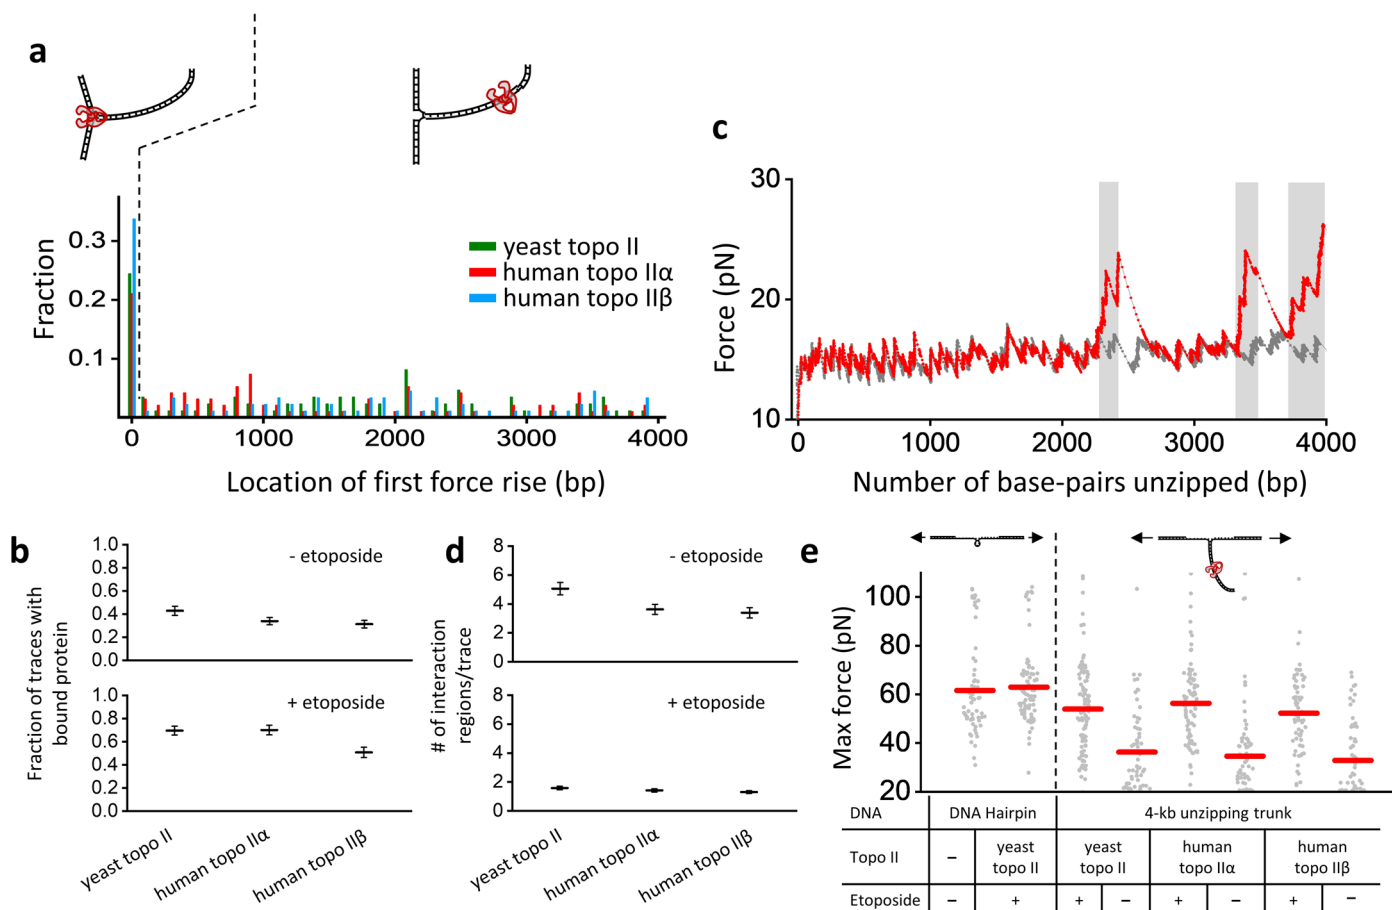 a
Fraction
0.3
0.2
0.1
yeast topo II
human topo IIα
human topo IIβ
0
1000
2000
3000
4000
Location of first force rise (bp)
c
Force (pN)
30
20
10
0
1000
2000
3000
4000
Number of base-pairs unzipped (bp)
b
Fraction of traces with
bound protein
1.0
0.8
0.6
0.4
0.2
0.0
- etoposide
1.0
0.8
0.6
0.4
0.2
0.0
+ etoposide
yeast topo II
human topo IIα
human topo IIβ
d
# of interaction
regions/trace
8
6
4
2
0
- etoposide
8
6
4
2
0
+ etoposide
yeast topo II
human topo IIα
human topo IIβ
e
Max force (pN)
100
80
60
40
20
DNA
DNA Hairpin
4-kb unzipping trunk
Topo II
–
yeast
topo II
yeast
topo II
human
topo IIα
human
topo IIβ
Etoposide
–
+
+
–
+
–
+
–